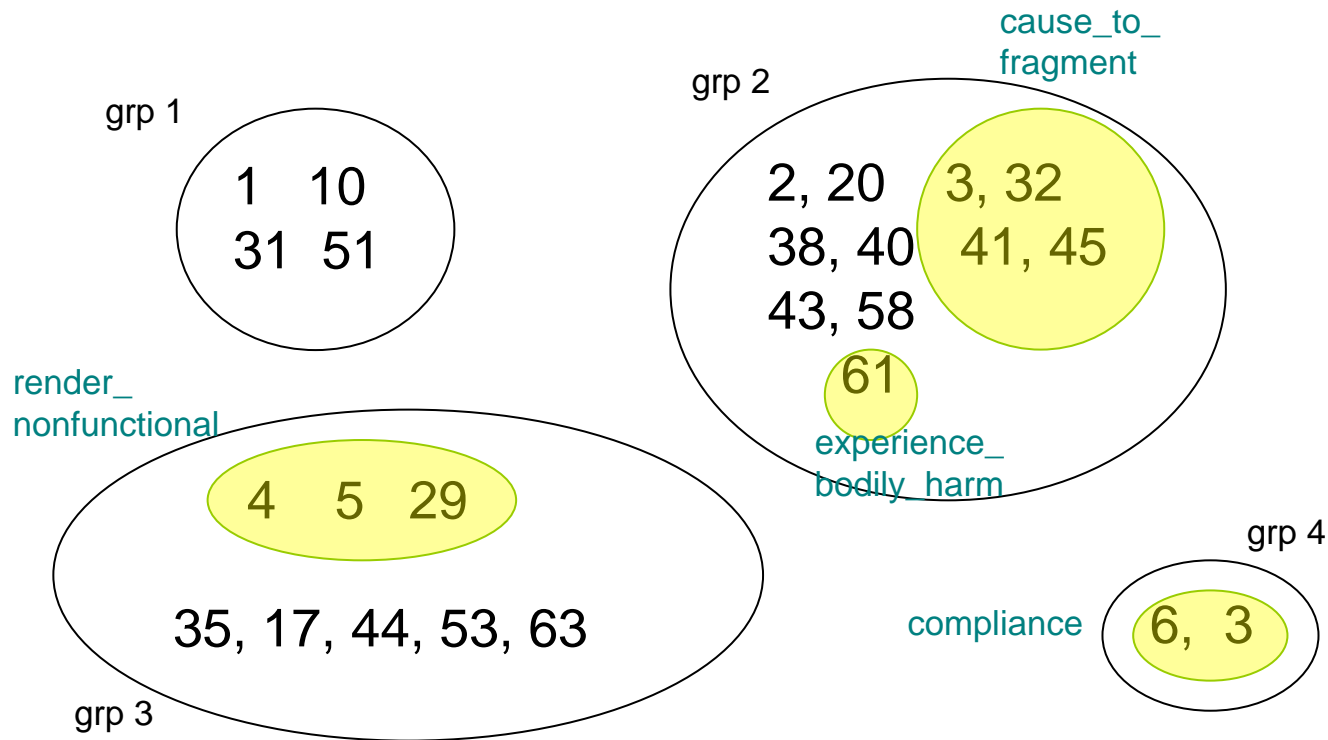 cause_to_
fragment
grp 2
grp 1
1 10
31 51
2, 20 3, 32
38, 40 41, 45
43, 58
61
experience_
bodily_harm
render_
nonfunctional
4 5 29
35, 17, 44, 53, 63
grp 3
grp 4
compliance
6, 3